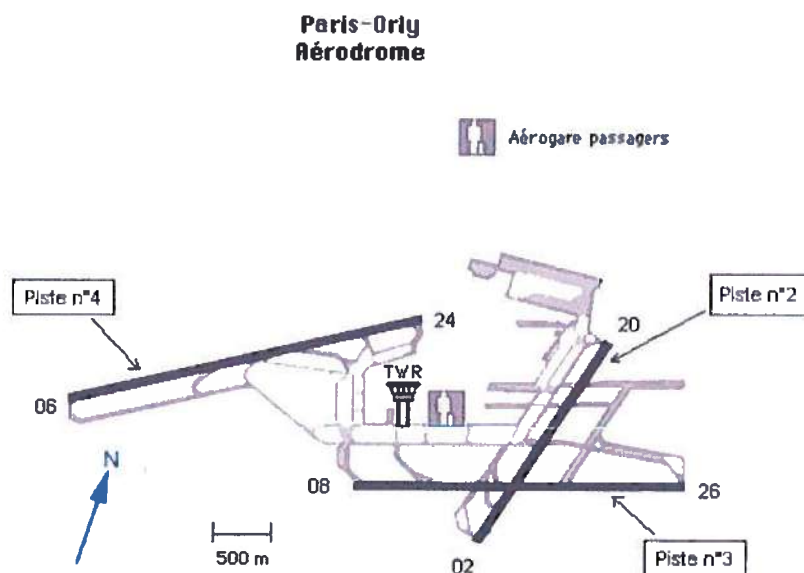 Paris-Orly
Aérodrome
Aérogare passagers
Piste n°4
Piste n°2
24
20
TWR
06
N
08
26
500 m
02
Piste n°3